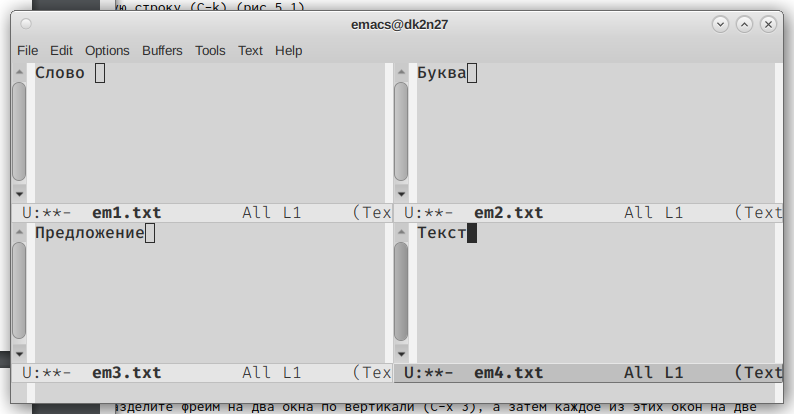 ую строку (C-k) (рис 5.1)
emacs@dk2n27
File Edit Options Buffers Tools Text Help
Слово Буква
U:**- em1.txt All L1 (Tex U:**- em2.txt All L1 (Text
Предложение Текст
U:**- em3.txt All L1 (Tex U:**- em4.txt All L1 (Text
азделите фрейм на два окна по вертикали (C-x 3), а затем каждое из этих окон на две